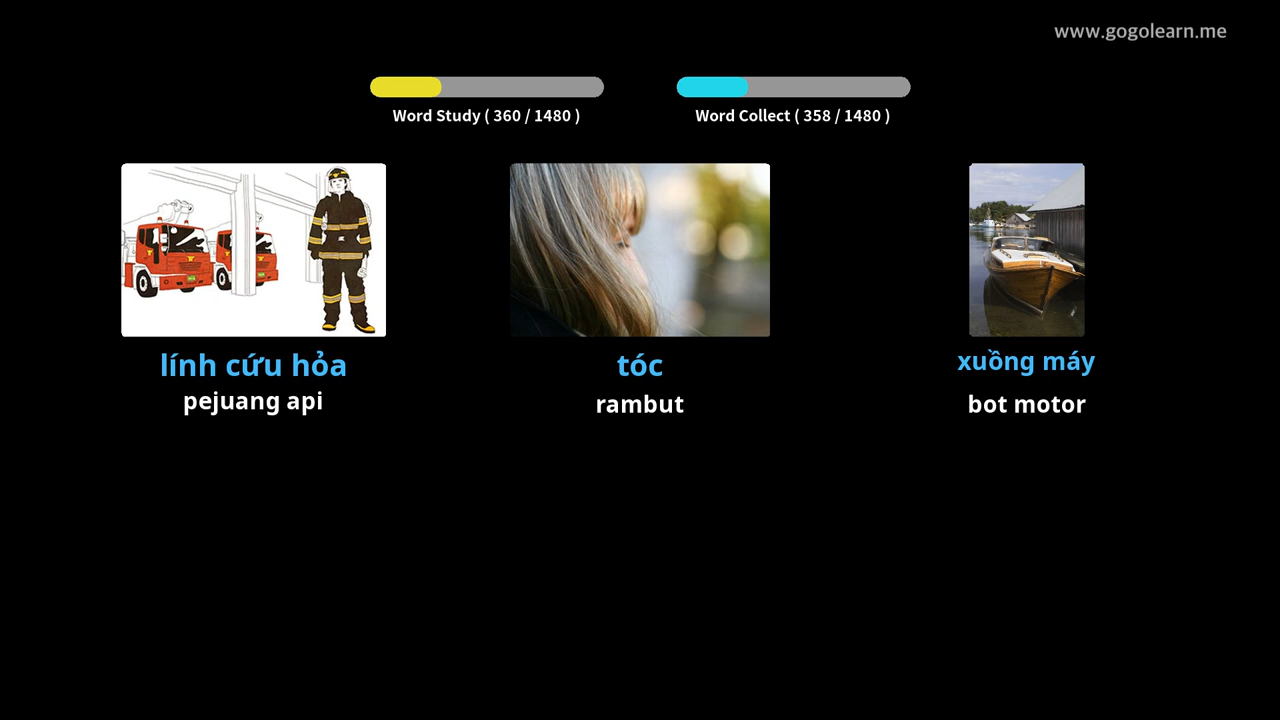 www.gogolearn.me
Word Study ( 360 / 1480 )
Word Collect ( 358 / 1480 )
lính cứu hỏa
pejuang api
tóc
rambut
xuồng máy
bot motor